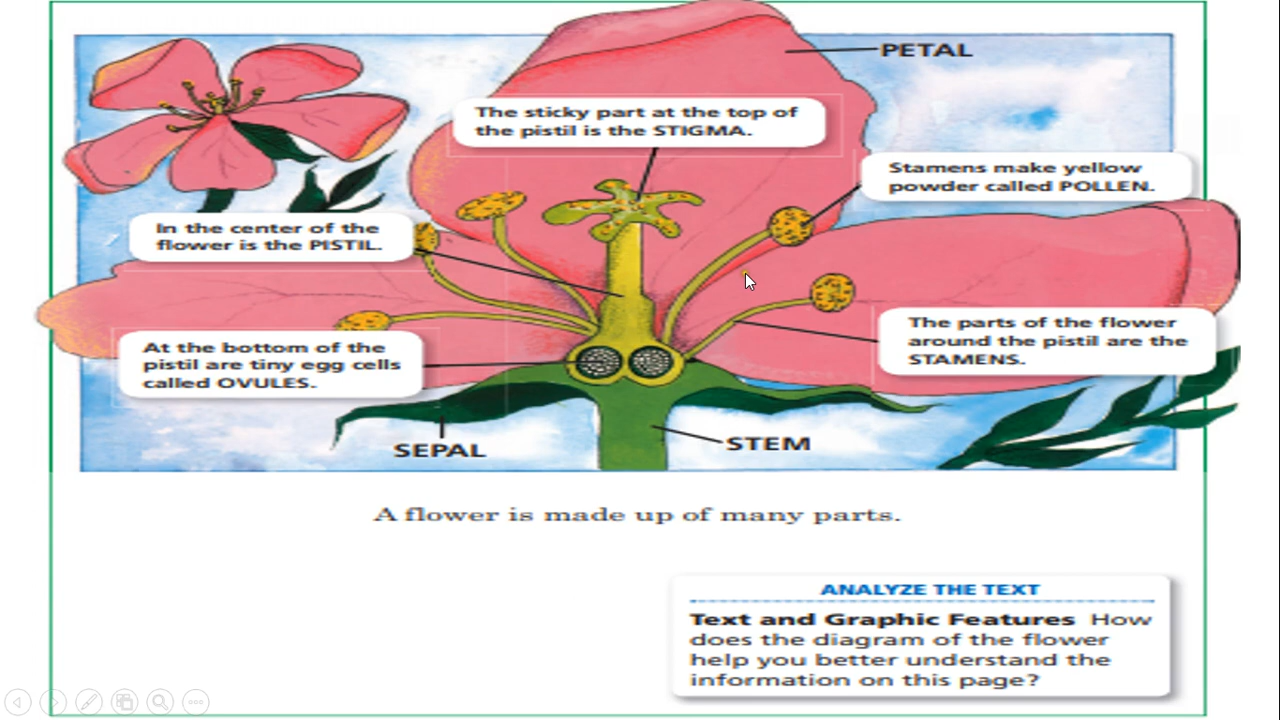 PETAL
The sticky part at the top of
the pistil is the STIGMA.
Stamens make yellow
powder called POLLEN.
In the center of the
flower is the PISTIL.
The parts of the flower
around the pistil are the
STAMENS.
At the bottom of the
pistil are tiny egg cells
called OVULES.
SEPAL
STEM
A flower is made up of many parts.
ANALYZE THE TEXT
Text and Graphic Features How
does the diagram of the flower
help you better understand the
information on this page?